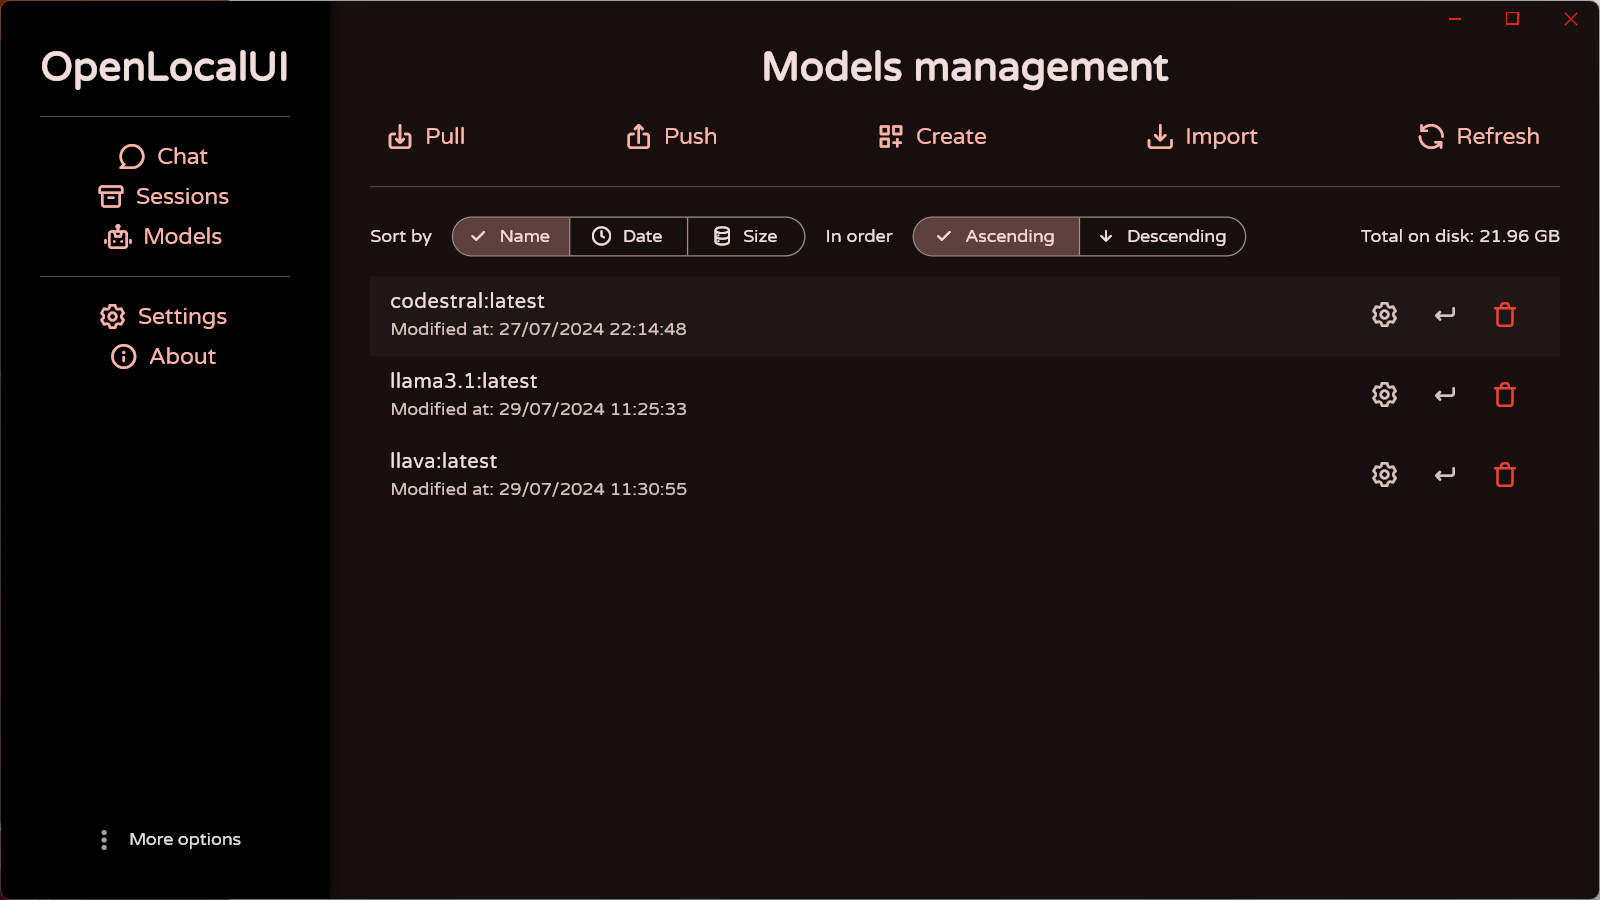 OpenLocalUI
Chat
Sessions
Models
Settings
About
More options
Models management
Pull Push Create Import Refresh
Sort by Name Date Size In order Ascending Descending Total on disk: 21.96 GB
codestral:latest
Modified at: 27/07/2024 22:14:48
llama3.1:latest
Modified at: 29/07/2024 11:25:33
llava:latest
Modified at: 29/07/2024 11:30:55